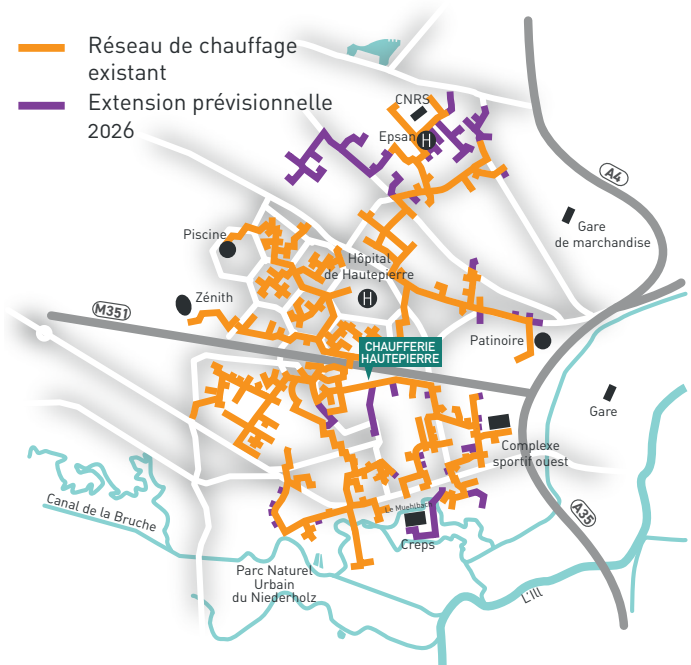 Réseau de chauffage
existant
Extension prévisionnelle
2026
CNRS
Epsan
H
A4
Gare
de marchandise
Piscine
Hôpital
de Hautepierre
H
Zénith
M351
CHAUFFERIE
HAUTEPIERRE
Patinoire
Gare
Complexe
sportif ouest
Le Muehlbach
Canal de la Bruche
A35
Creps
Parc Naturel
Urbain
du Niederholz
L'Ill